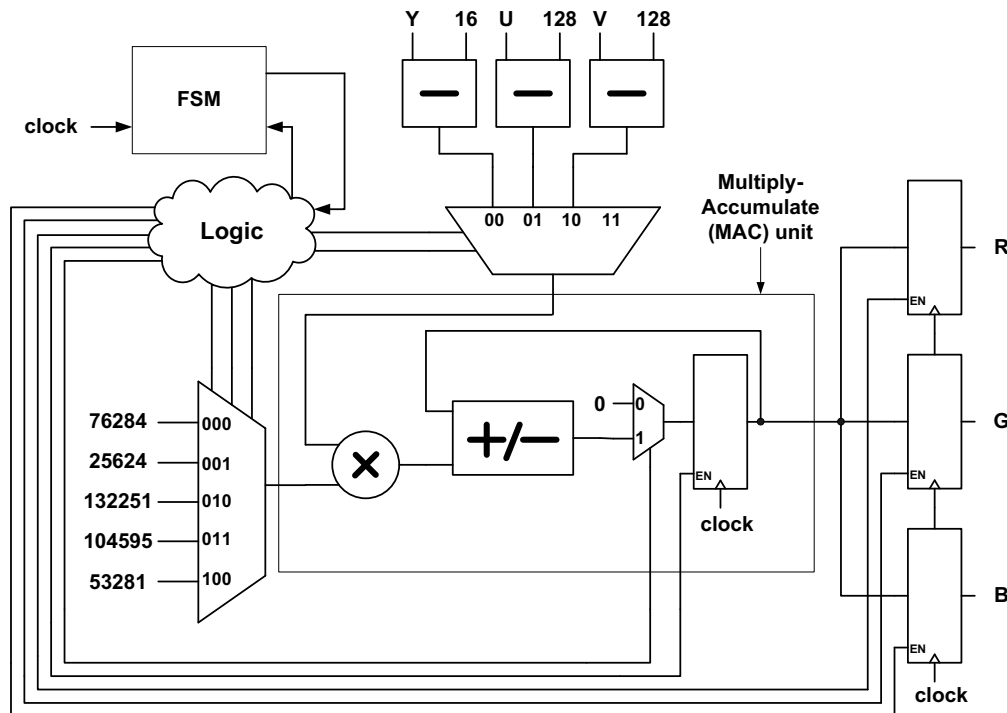 Y 16 U 128 V 128
FSM
clock
Multiply-
Accumulate
(MAC) unit
Logic
00 01 10 11
R
EN
76284 000
25624 001
132251 010
104595 011
53281 100
×
+/−
0 0
1
EN
clock
G
EN
B
EN
clock